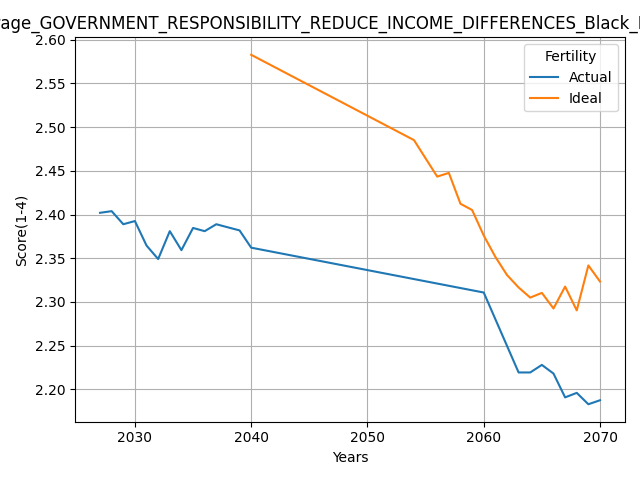 rage_GOVERNMENT_RESPONSIBILITY_REDUCE_INCOME_DIFFERENCES_Black_
Fertility
Actual
Ideal
Score(1-4)
2.60
2.55
2.50
2.45
2.40
2.35
2.30
2.25
2.20
2030
2040
2050
2060
2070
Years